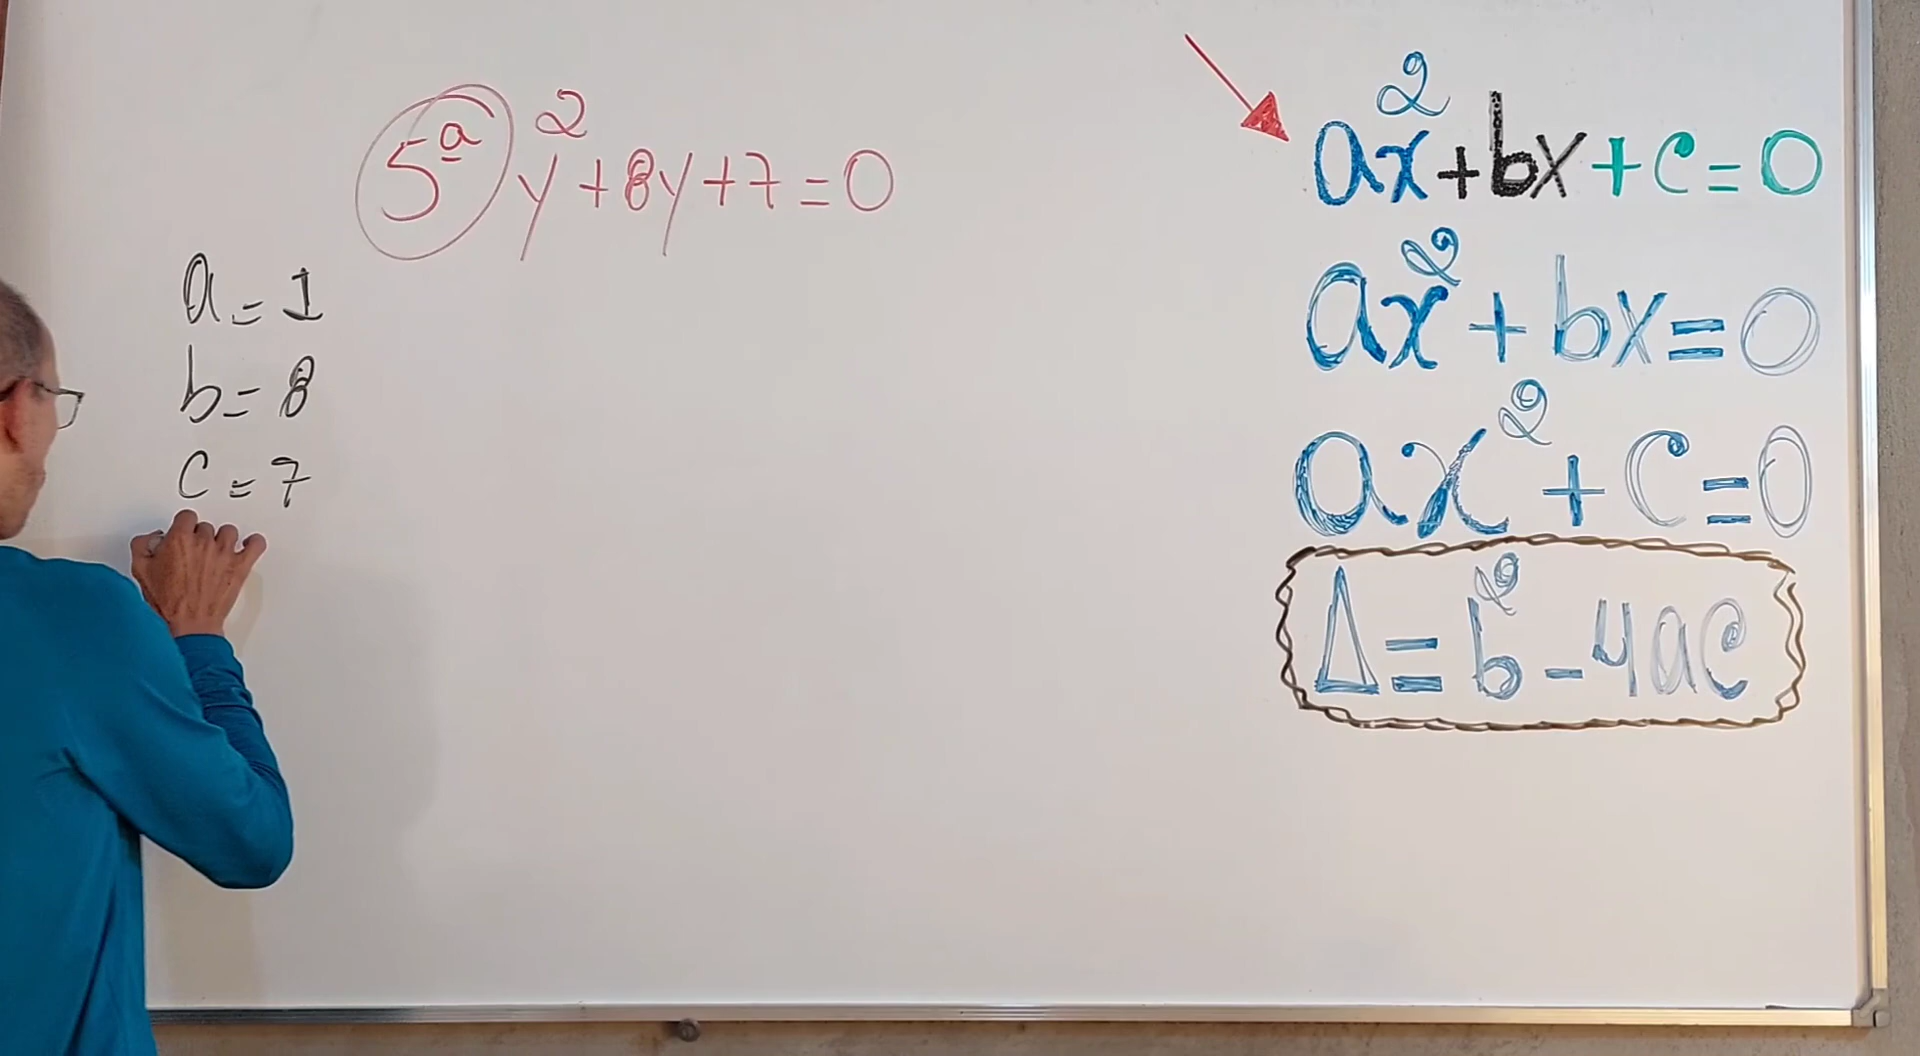 5ª) y²+8y+7=0
a=1
b=8
c=7
ax²+bx+c=0
ax²+bx=0
ax²+c=0
Δ=b²-4ac